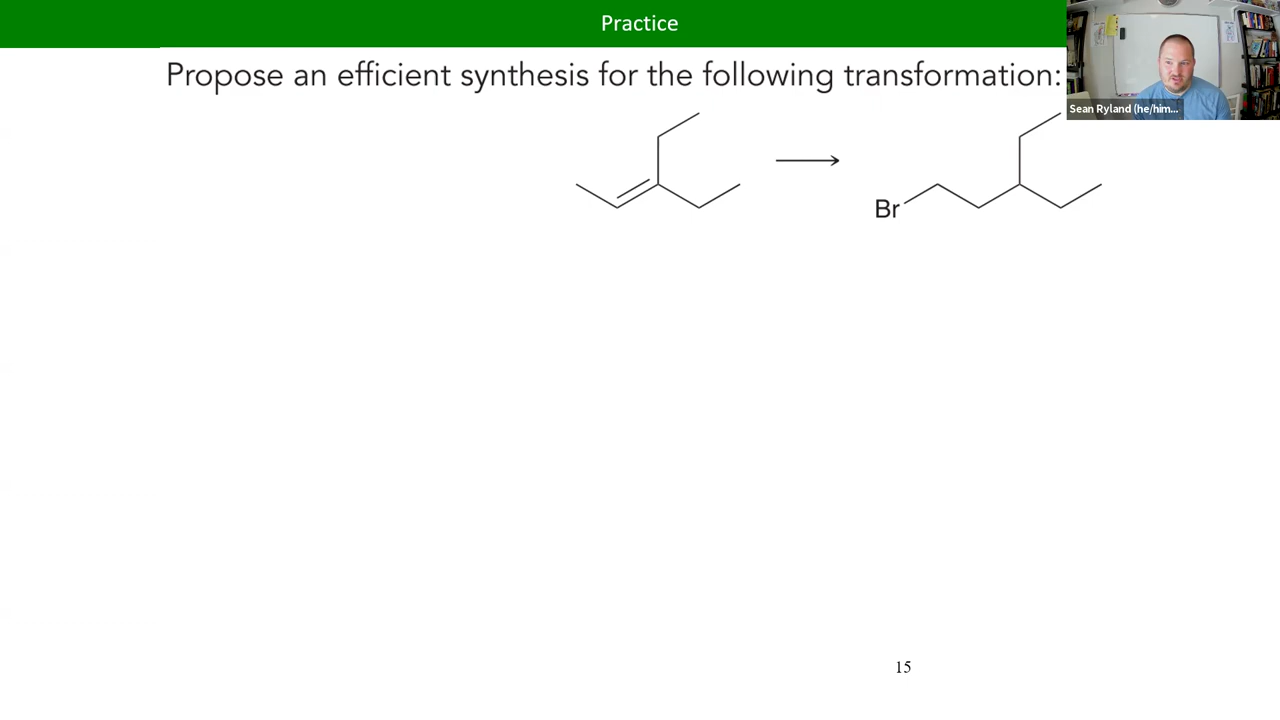 Practice
Propose an efficient synthesis for the following transformation:
Sean Ryland (he/him...
Br
15